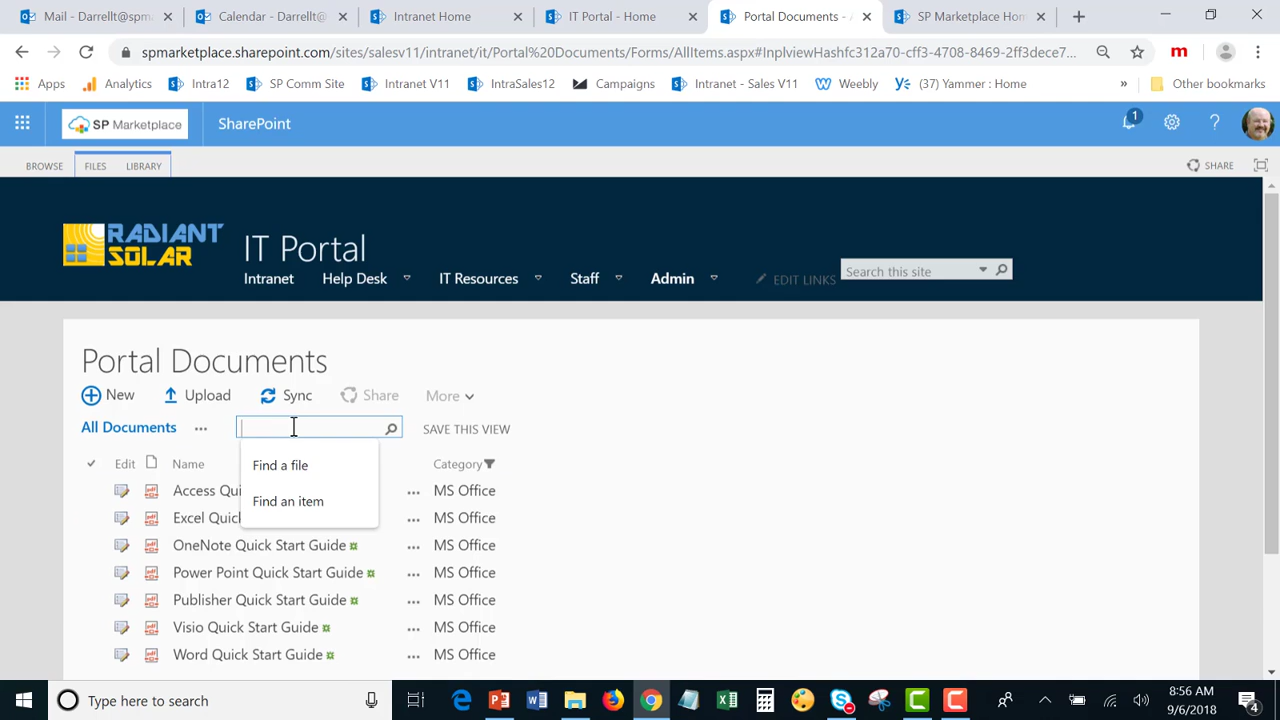 Mail - Darrellt@spma
Calendar - Darrellt@
Intranet Home
IT Portal - Home
Portal Documents - A
SP Marketplace Hom
spmarketplace.sharepoint.com/sites/salesv11/intranet/it/Portal%20Documents/Forms/AllItems.aspx#InplviewHashfc312a70-cff3-4708-8469-2ff3dece7...
m
Apps
Analytics
Intra12
SP Comm Site
Intranet V11
IntraSales12
Campaigns
Intranet - Sales V11
Weebly
(37) Yammer : Home
»
Other bookmarks
SP Marketplace
SharePoint
1
?
BROWSE
FILES
LIBRARY
SHARE
RADIANT
SOLAR
IT Portal
Intranet
Help Desk
IT Resources
Staff
Admin
EDIT LINKS
Search this site
Portal Documents
New
Upload
Sync
Share
More
All Documents
...
SAVE THIS VIEW
Find a file
Find an item
Edit
Name
Category
Access Qui
... MS Office
Excel Quick
... MS Office
OneNote Quick Start Guide
... MS Office
Power Point Quick Start Guide
... MS Office
Publisher Quick Start Guide
... MS Office
Visio Quick Start Guide
... MS Office
Word Quick Start Guide
... MS Office
Type here to search
8:56 AM
9/6/2018
4